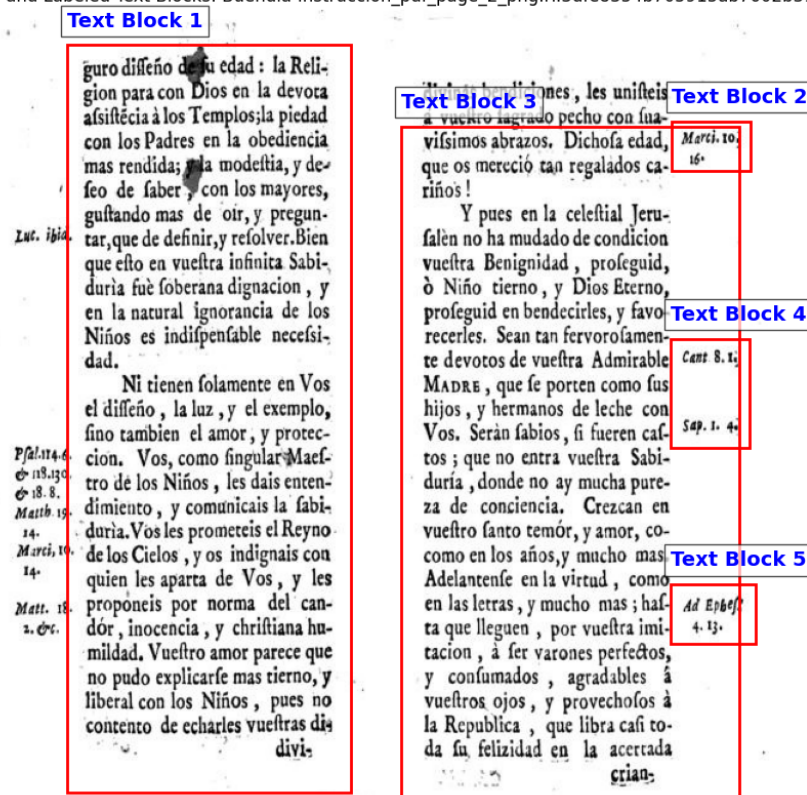 and Labeled Text Blocks: Buendia-Instruccion_pdf_page_2_png
Text Block 1
guro disseño de su edad : la Reli-
gion para con Dios en la devota
assistēcia à los Templos;la piedad
con los Padres en la obediencia
mas rendida; y la modestia, y de-
seo de saber , con los mayores,
gustando mas de oir, y pregun-
Luc. ibid.
tar,que de definir,y resolver.Bien
que esto en vuestra infinita Sabi-
durìa fuè soberana dignacion , y
en la natural ignorancia de los
Niños es indispensable necessi-
dad.
Ni tienen solamente en Vos
el disseño , la luz , y el exemplo,
sino tambien el amor , y protec-
Psal.114.6.
cion. Vos, como singular Maes-
& 118.130.
tro de los Niños , les dais enten-
& 18. 8.
dimiento , y comunicais la sabi-
Matth. 19.
14.
durìa.Vos les prometeis el Reyno
Marci, 10.
14.
de los Cielos , y os indignais con
quien les aparta de Vos , y les
Matt. 18.
2. &c.
proponeis por norma del can-
dór , inocencia , y christiana hu-
mildad. Vuestro amor parece que
no pudo explicarse mas tierno, y
liberal con los Niños , pues no
contento de echarles vuestras di-
divi-
Text Block 3
divinas bendiciones , les unisteis
à vuestro sagrado pecho con sua-
vissimos abrazos. Dichosa edad,
que os mereció tan regalados ca-
riños !
Text Block 2
Marci. 10.
16.
Y pues en la celestial Jeru-
salèn no ha mudado de condicion
vuestra Benignidad , proseguid,
ò Niño tierno , y Dios Eterno,
proseguid en bendecirles, y favo-
recerles. Sean tan fervorosamen-
te devotos de vuestra Admirable
MADRE , que se porten como sus
hijos , y hermanos de leche con
Vos. Seràn sabios , si fueren cas-
tos ; que no entra vuestra Sabi-
duría , donde no ay mucha pure-
za de conciencia. Crezcan en
vuestro santo temór, y amor, co-
como en los años,y mucho mas.
Adelantense en la virtud , como
en las letras , y mucho mas ; has-
ta que lleguen , por vuestra imi-
tacion , à ser varones perfectos,
y consumados , agradables á
vuestros ojos , y provechosos à
la Republica , que libra casi to-
da su felizidad en la acertada
crian-
Text Block 4
Cant. 8. 1.
Sap. 1. 4.
Text Block 5
Ad Ephes.
4. 13.